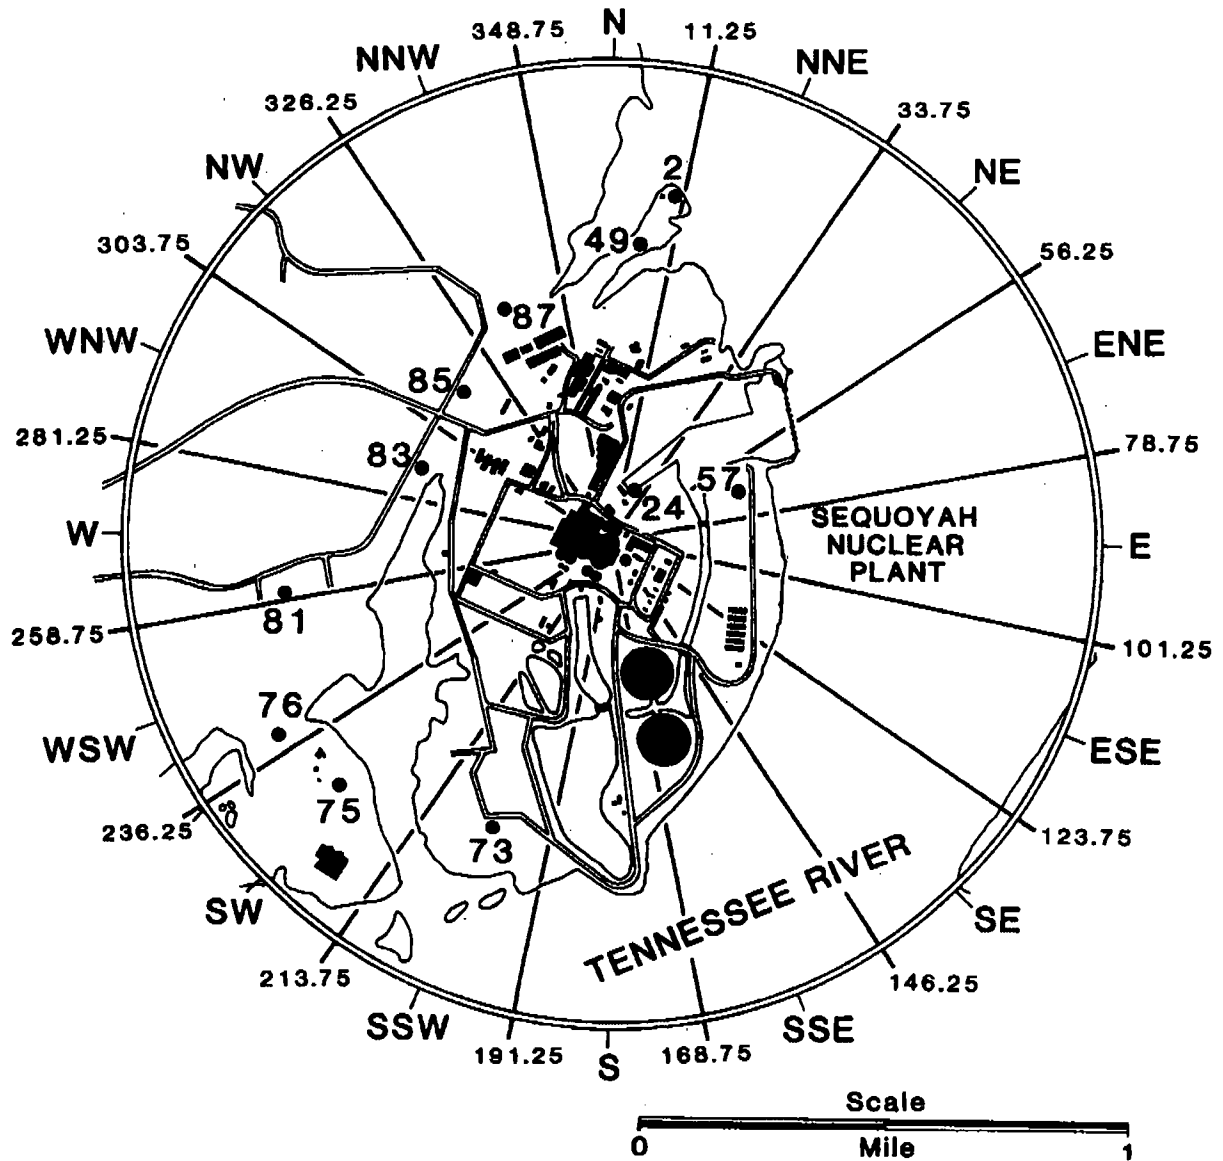 N
348.75
11.25
NNW
NNE
326.25
33.75
NW
2
NE
49
303.75
56.25
87
WNW
ENE
85
281.25
83
78.75
57
24
W
SEQUOYAH
NUCLEAR
PLANT
E
81
258.75
101.25
76
WSW
ESE
75
236.25
73
123.75
TENNESSEE RIVER
SW
SE
213.75
146.25
SSW
SSE
191.25
S
168.75
Scale
0
Mile
1